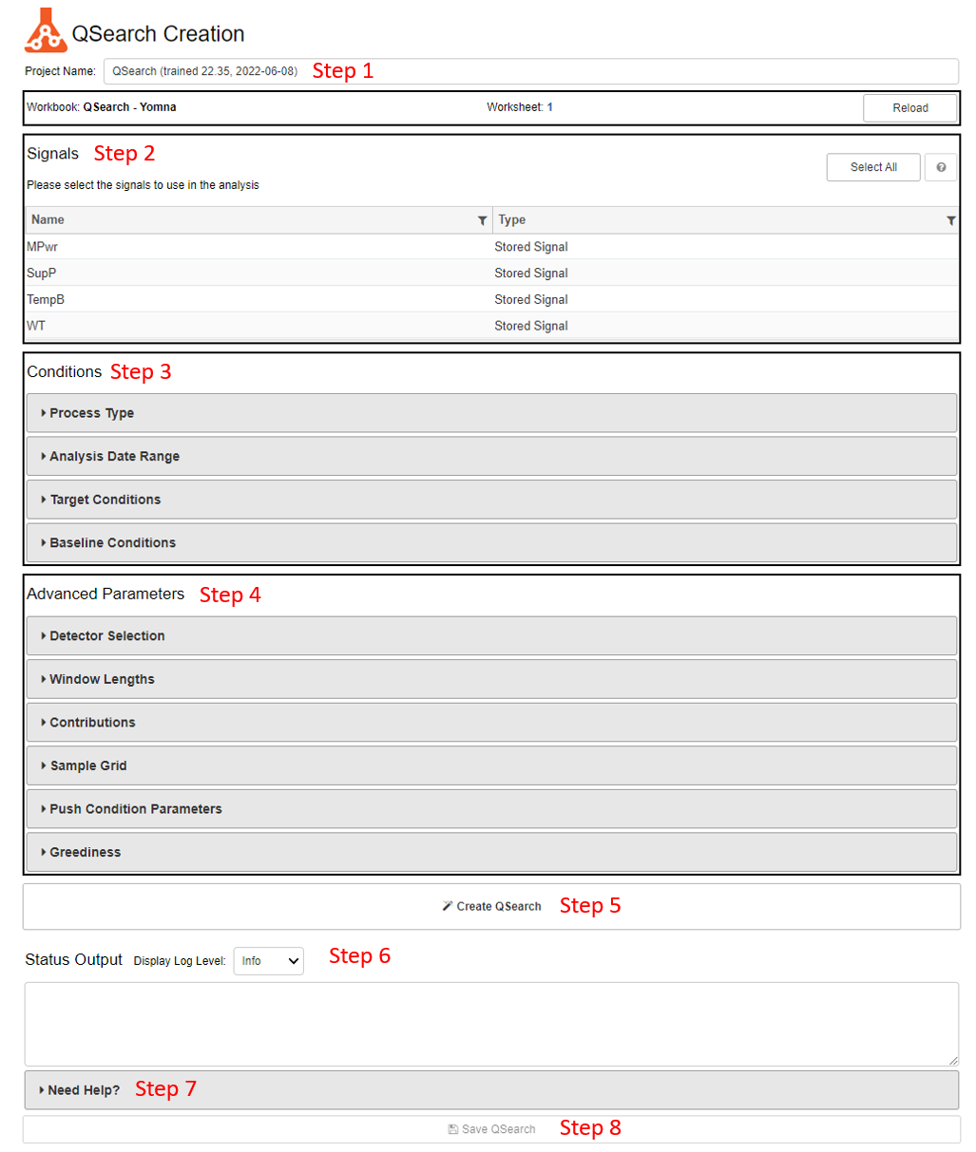 QSearch Creation
Project Name: QSearch (trained 22.35, 2022-06-08) Step 1
Workbook: QSearch - Yomna Worksheet: 1 Reload
Signals Step 2
Select All
Please select the signals to use in the analysis
Name Type
MPwr Stored Signal
SupP Stored Signal
TempB Stored Signal
WT Stored Signal
Conditions Step 3
Process Type
Analysis Date Range
Target Conditions
Baseline Conditions
Advanced Parameters Step 4
Detector Selection
Window Lengths
Contributions
Sample Grid
Push Condition Parameters
Greediness
Create QSearch Step 5
Status Output Display Log Level: Info Step 6
Need Help? Step 7
Save QSearch Step 8